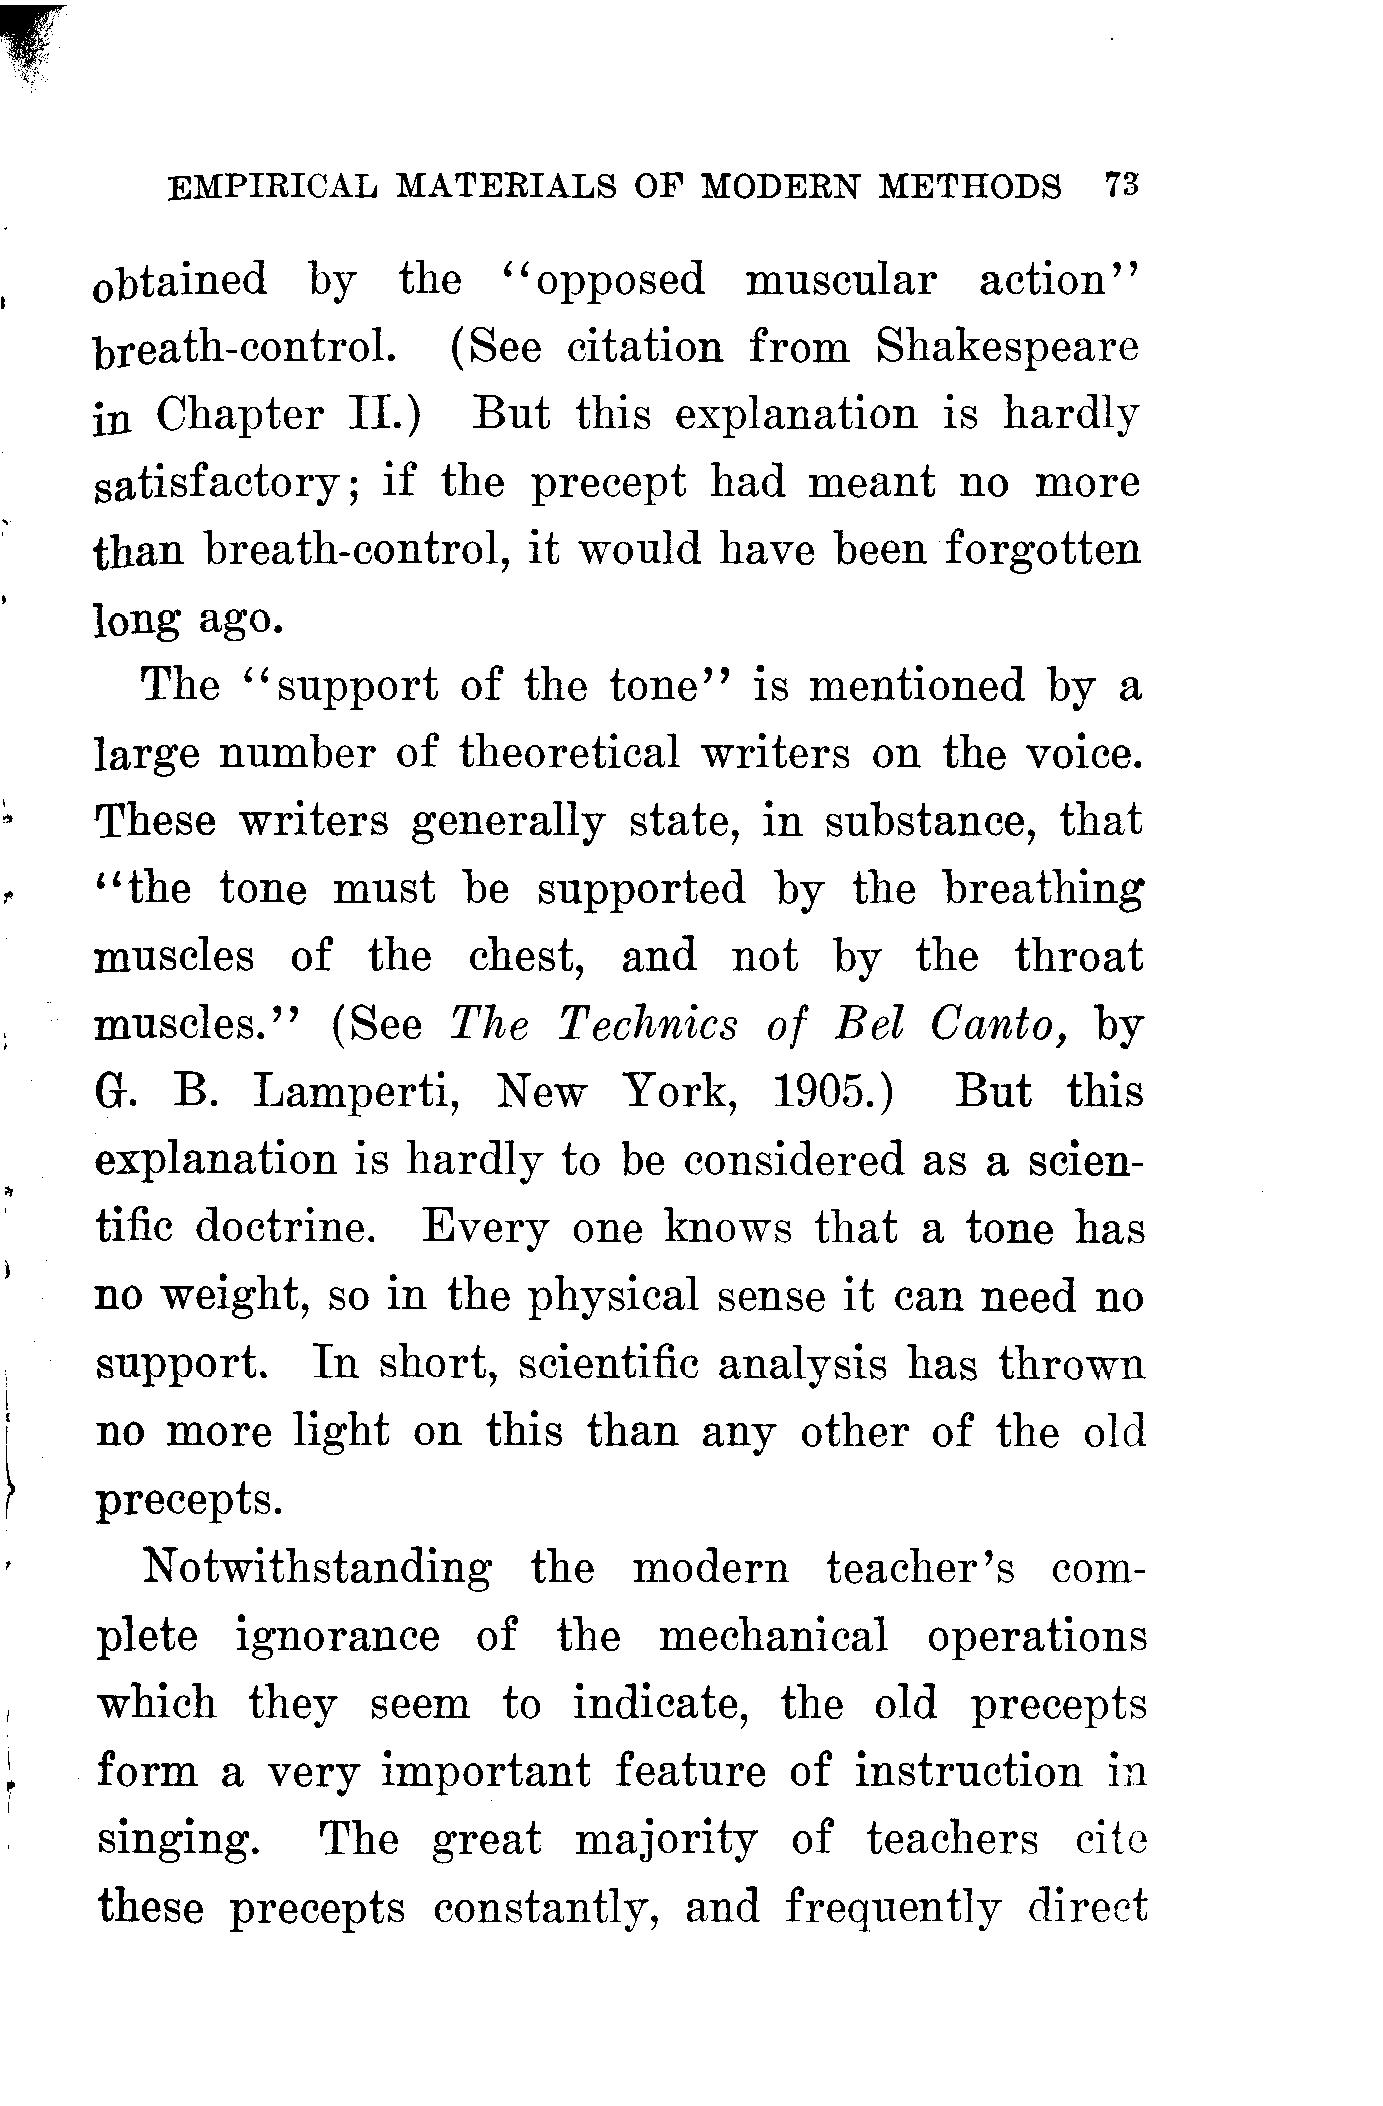 EMPIRICAL MATERIALS OF MODERN METHODS 73
obtained by the "opposed muscular action"
breath-control. (See citation from Shakespeare
in Chapter II.) But this explanation is hardly
satisfactory; if the precept had meant no more
than breath-control, it would have been forgotten
long ago.
The "support of the tone" is mentioned by a
large number of theoretical writers on the voice.
These writers generally state, in substance, that
"the tone must be supported by the breathing
muscles of the chest, and not by the throat
muscles." (See The Technics of Bel Canto, by
G. B. Lamperti, New York, 1905.) But this
explanation is hardly to be considered as a scien-
tific doctrine. Every one knows that a tone has
no weight, so in the physical sense it can need no
support. In short, scientific analysis has thrown
no more light on this than any other of the old
precepts.
Notwithstanding the modern teacher's com-
plete ignorance of the mechanical operations
which they seem to indicate, the old precepts
form a very important feature of instruction in
singing. The great majority of teachers cite
these precepts constantly, and frequently direct